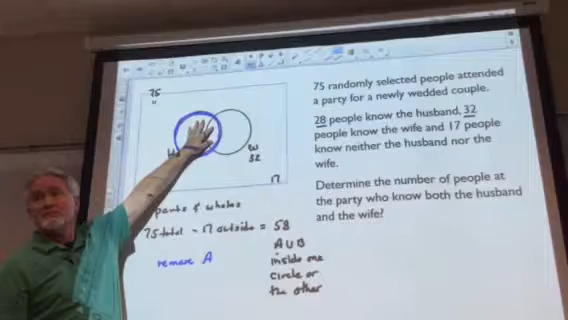 75
75 randomly selected people attended
a party for a newly wedded couple.
28 people know the husband, 32
people know the wife and 17 people
know neither the husband nor the
wife.
Determine the number of people at
the party who know both the husband
and the wife?
H
W
32
17
parts & wholes
75 total - 17 outside = 58
A U B
inside one
circle or
the other
remove A